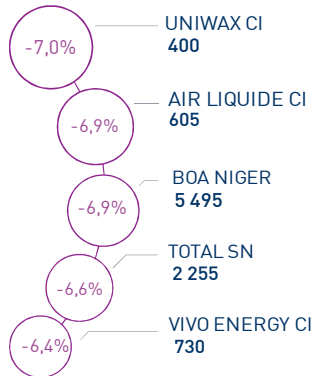 -7,0%
UNIWAX CI
400
-6,9%
AIR LIQUIDE CI
605
-6,9%
BOA NIGER
5 495
-6,6%
TOTAL SN
2 255
-6,4%
VIVO ENERGY CI
730